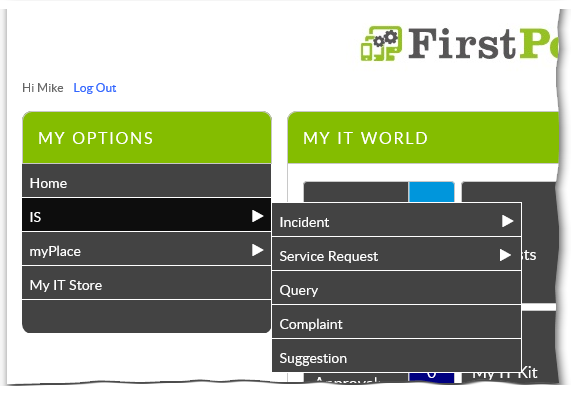 FirstPo
Hi Mike Log Out
MY OPTIONS
MY IT WORLD
Home
IS
Incident
myPlace
Service Request
sts
My IT Store
Query
Complaint
Suggestion
My IT Kit